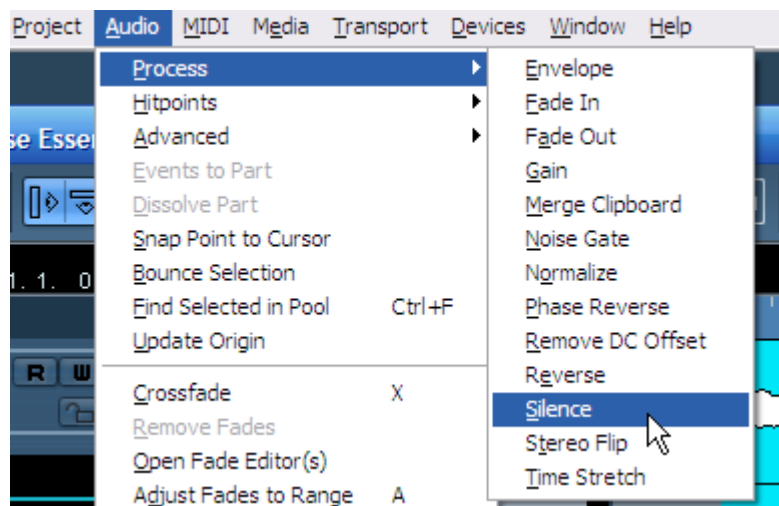 Project Audio MIDI Media Transport Devices Window Help
Process
Hitpoints
Advanced
Events to Part
Dissolve Part
Snap Point to Cursor
Bounce Selection
Find Selected in Pool Ctrl+F
Update Origin
Crossfade X
Remove Fades
Open Fade Editor(s)
Adjust Fades to Range A
Envelope
Fade In
Fade Out
Gain
Merge Clipboard
Noise Gate
Normalize
Phase Reverse
Remove DC Offset
Reverse
Silence
Stereo Flip
Time Stretch
se Esse
1. 1. 0
R W